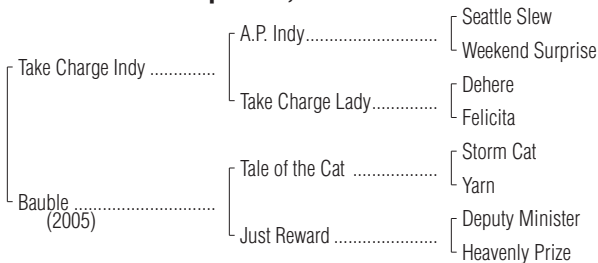 Seattle Slew
A.P. Indy..............................
Weekend Surprise
Take Charge Indy ..............
Dehere
Take Charge Lady..............
Felicita
Storm Cat
Tale of the Cat ..................
Yarn
Bauble ..............................
(2005)
Deputy Minister
Just Reward ......................
Heavenly Prize